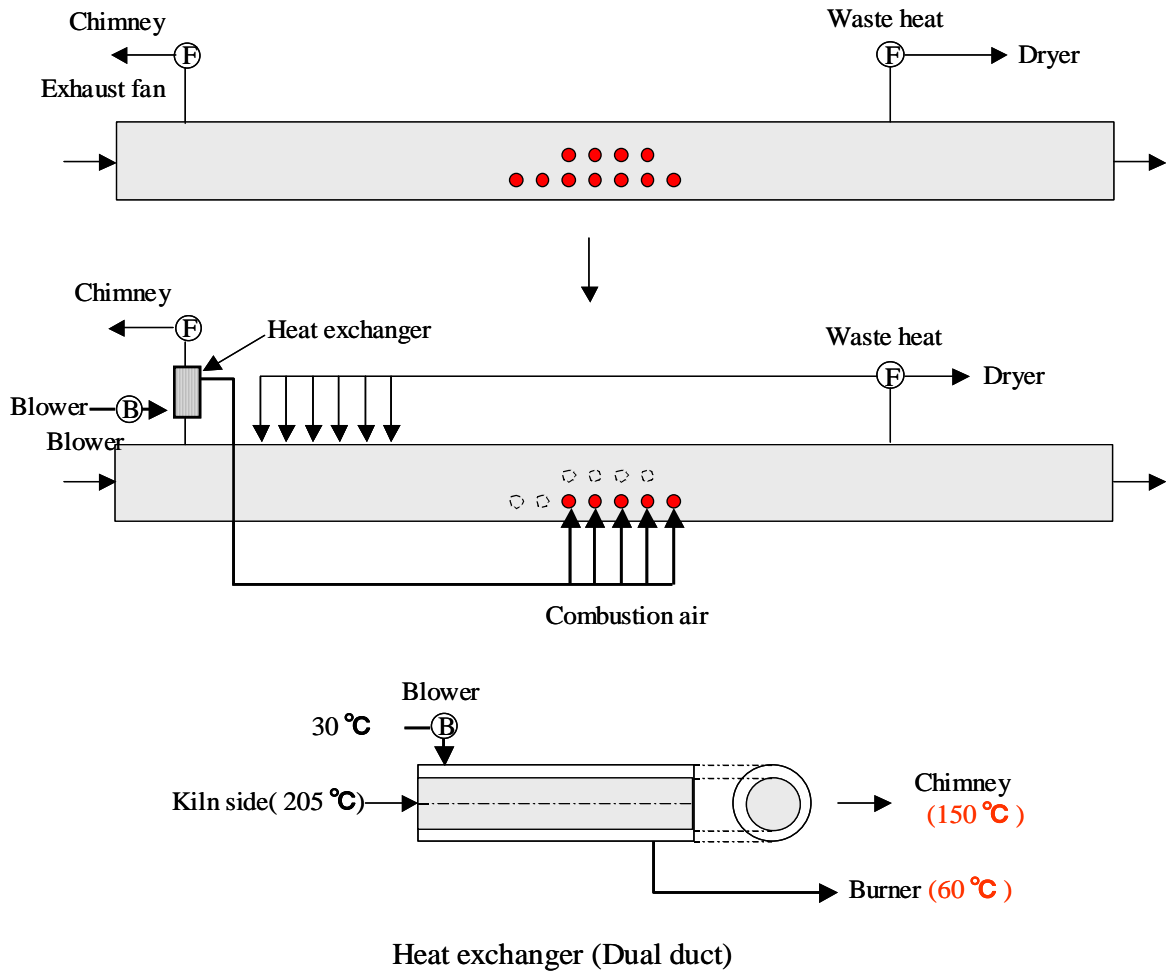 Chimney
Waste heat
F
F
Dryer
Exhaust fan
Chimney
F
Heat exchanger
Waste heat
F
Dryer
Blower
B
Blower
Combustion air
Blower
30 ℃
B
Kiln side( 205 ℃)
Chimney
(150 ℃ )
Burner (60 ℃ )
Heat exchanger (Dual duct)